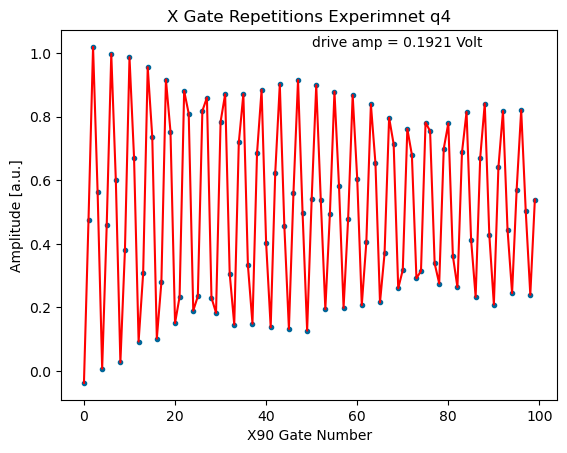 X Gate Repetitions Experimnet q4
drive amp = 0.1921 Volt
Amplitude [a.u.]
1.0
0.8
0.6
0.4
0.2
0.0
0 20 40 60 80 100
X90 Gate Number